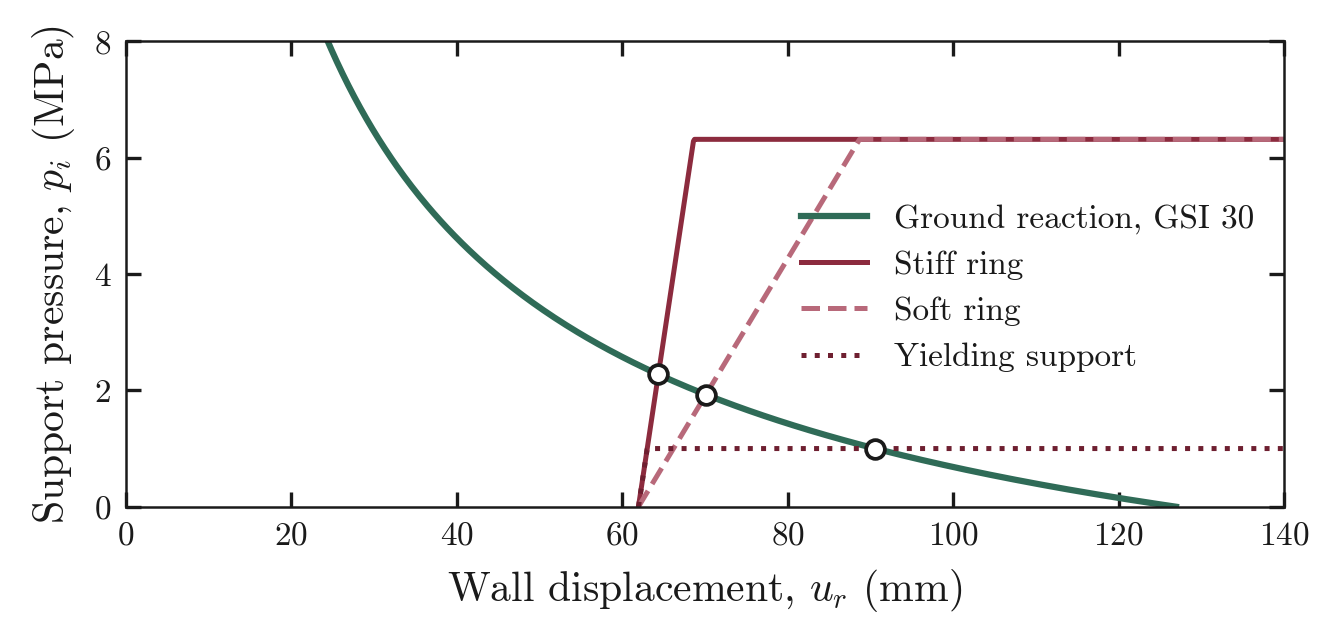 Support pressure, p_i (MPa)
8
6
4
2
0
Ground reaction, GSI 30
Stiff ring
Soft ring
Yielding support
0 20 40 60 80 100 120 140
Wall displacement, u_r (mm)